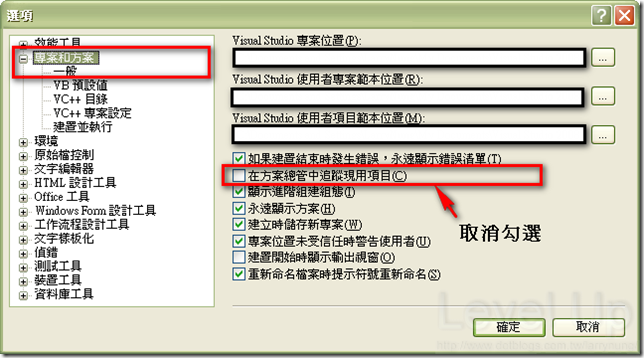 選項
效能工具
專案和方案
一般
VB 預設值
VC++ 目錄
VC++ 專案設定
建置並執行
環境
原始檔控制
文字編輯器
HTML 設計工具
Office 工具
Windows Form 設計工具
工作流程設計工具
文字樣板化
偵錯
測試工具
裝置工具
資料庫工具
Visual Studio 專案位置(P):
...
Visual Studio 使用者專案範本位置(R):
...
Visual Studio 使用者項目範本位置(M):
...
如果建置結束時發生錯誤，永遠顯示錯誤清單(T)
在方案總管中追蹤現用項目(C)
顯示進階組建組態(I)
永遠顯示方案(H)
建立時儲存新專案(W)
專案位置未受信任時警告使用者(U)
建置開始時顯示輸出視窗(O)
重新命名檔案時提示符號重新命名(S)
取消勾選
Level Up
確定
取消